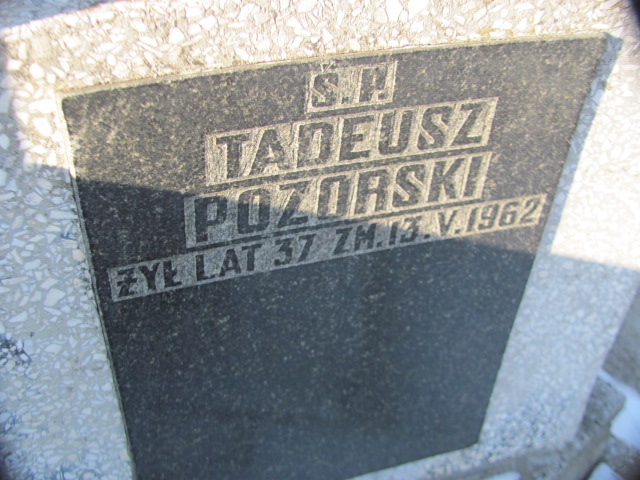 Ś.P.
TADEUSZ
POZORSKI
ŻYŁ LAT 37 ZM. 13.V.1962